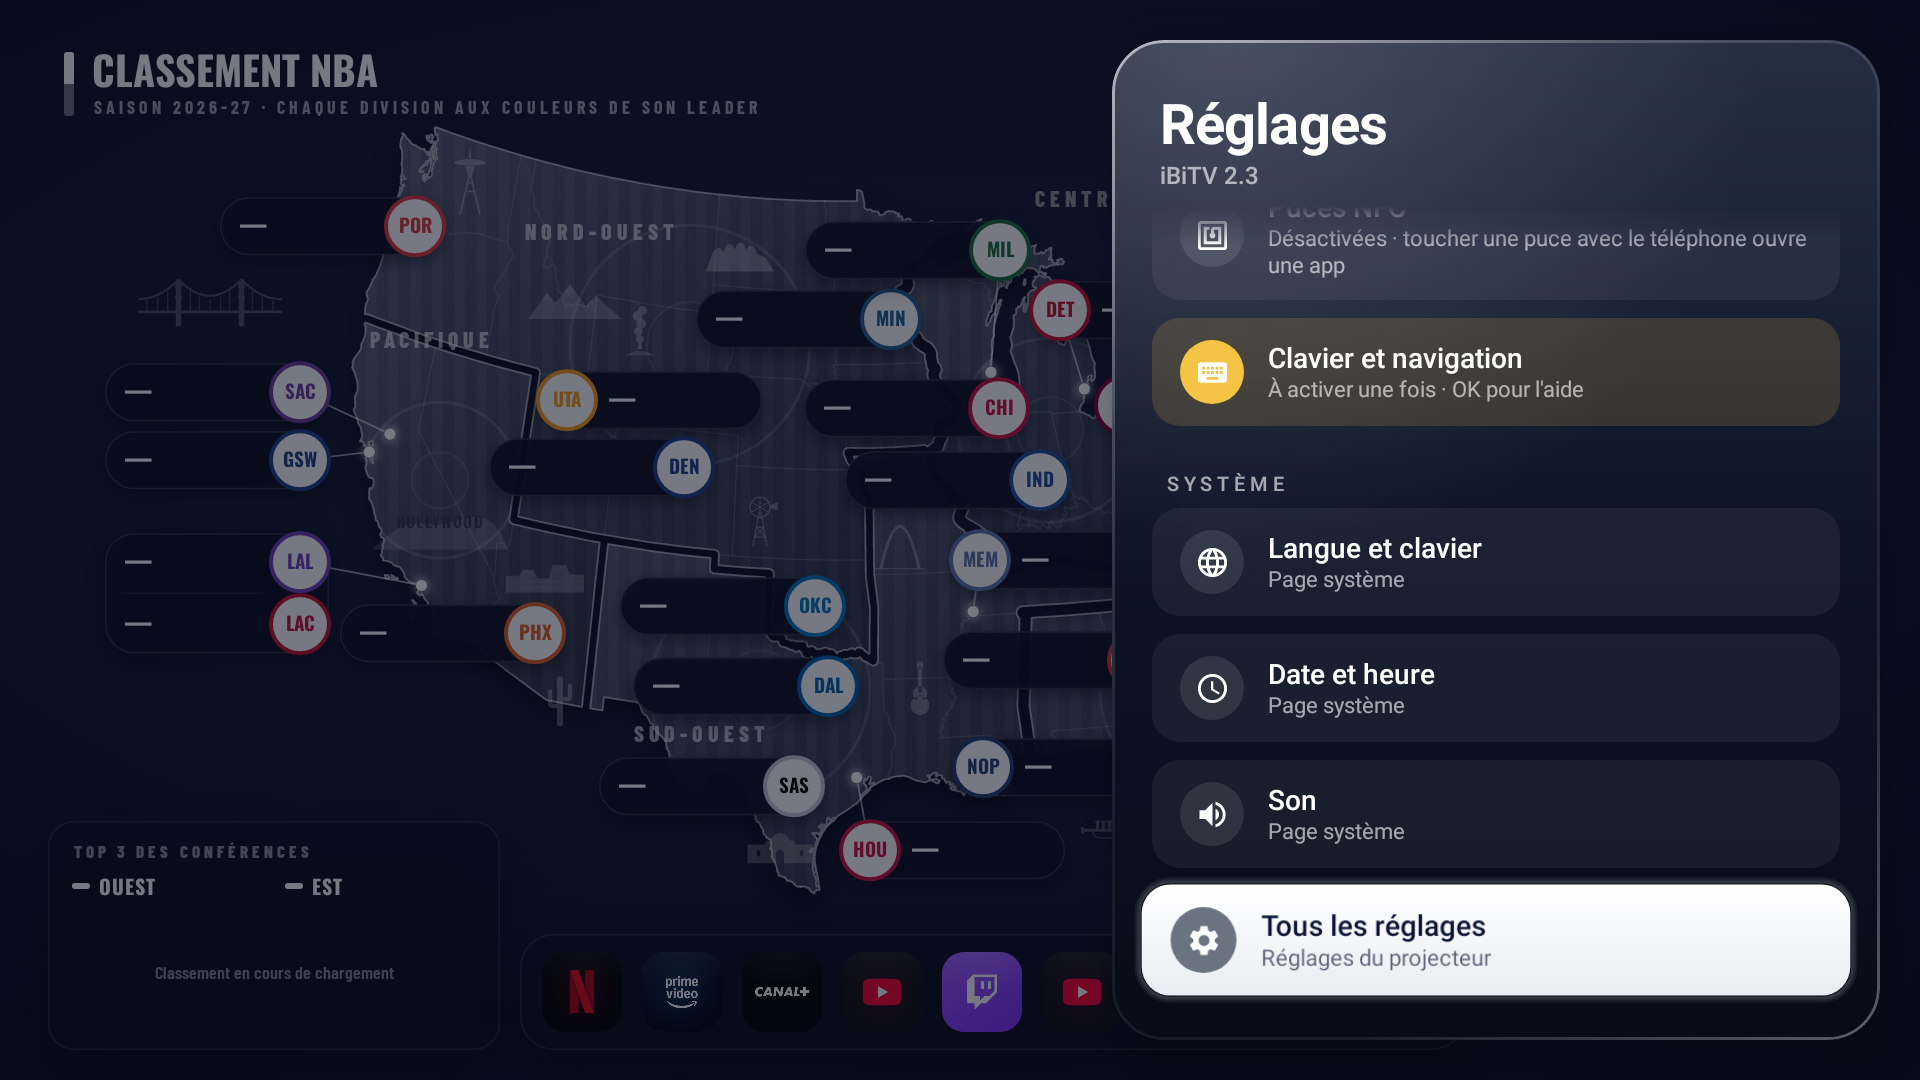 CLASSEMENT NBA
SAISON 2026-27 · CHAQUE DIVISION AUX COULEURS DE SON LEADER
POR
NORD-OUEST
MIL
MIN
DET
PACIFIQUE
SAC
UTA
CHI
GSW
DEN
IND
HOLLYWOOD
LAL
MEM
LAC
PHX
OKC
DAL
SUD-OUEST
NOP
SAS
HOU
TOP 3 DES CONFÉRENCES
OUEST
EST
Classement en cours de chargement
prime video
CANAL+
Réglages
iBiTV 2.3
Puces NFC
Désactivées · toucher une puce avec le téléphone ouvre
une app
Clavier et navigation
À activer une fois · OK pour l'aide
SYSTÈME
Langue et clavier
Page système
Date et heure
Page système
Son
Page système
Tous les réglages
Réglages du projecteur